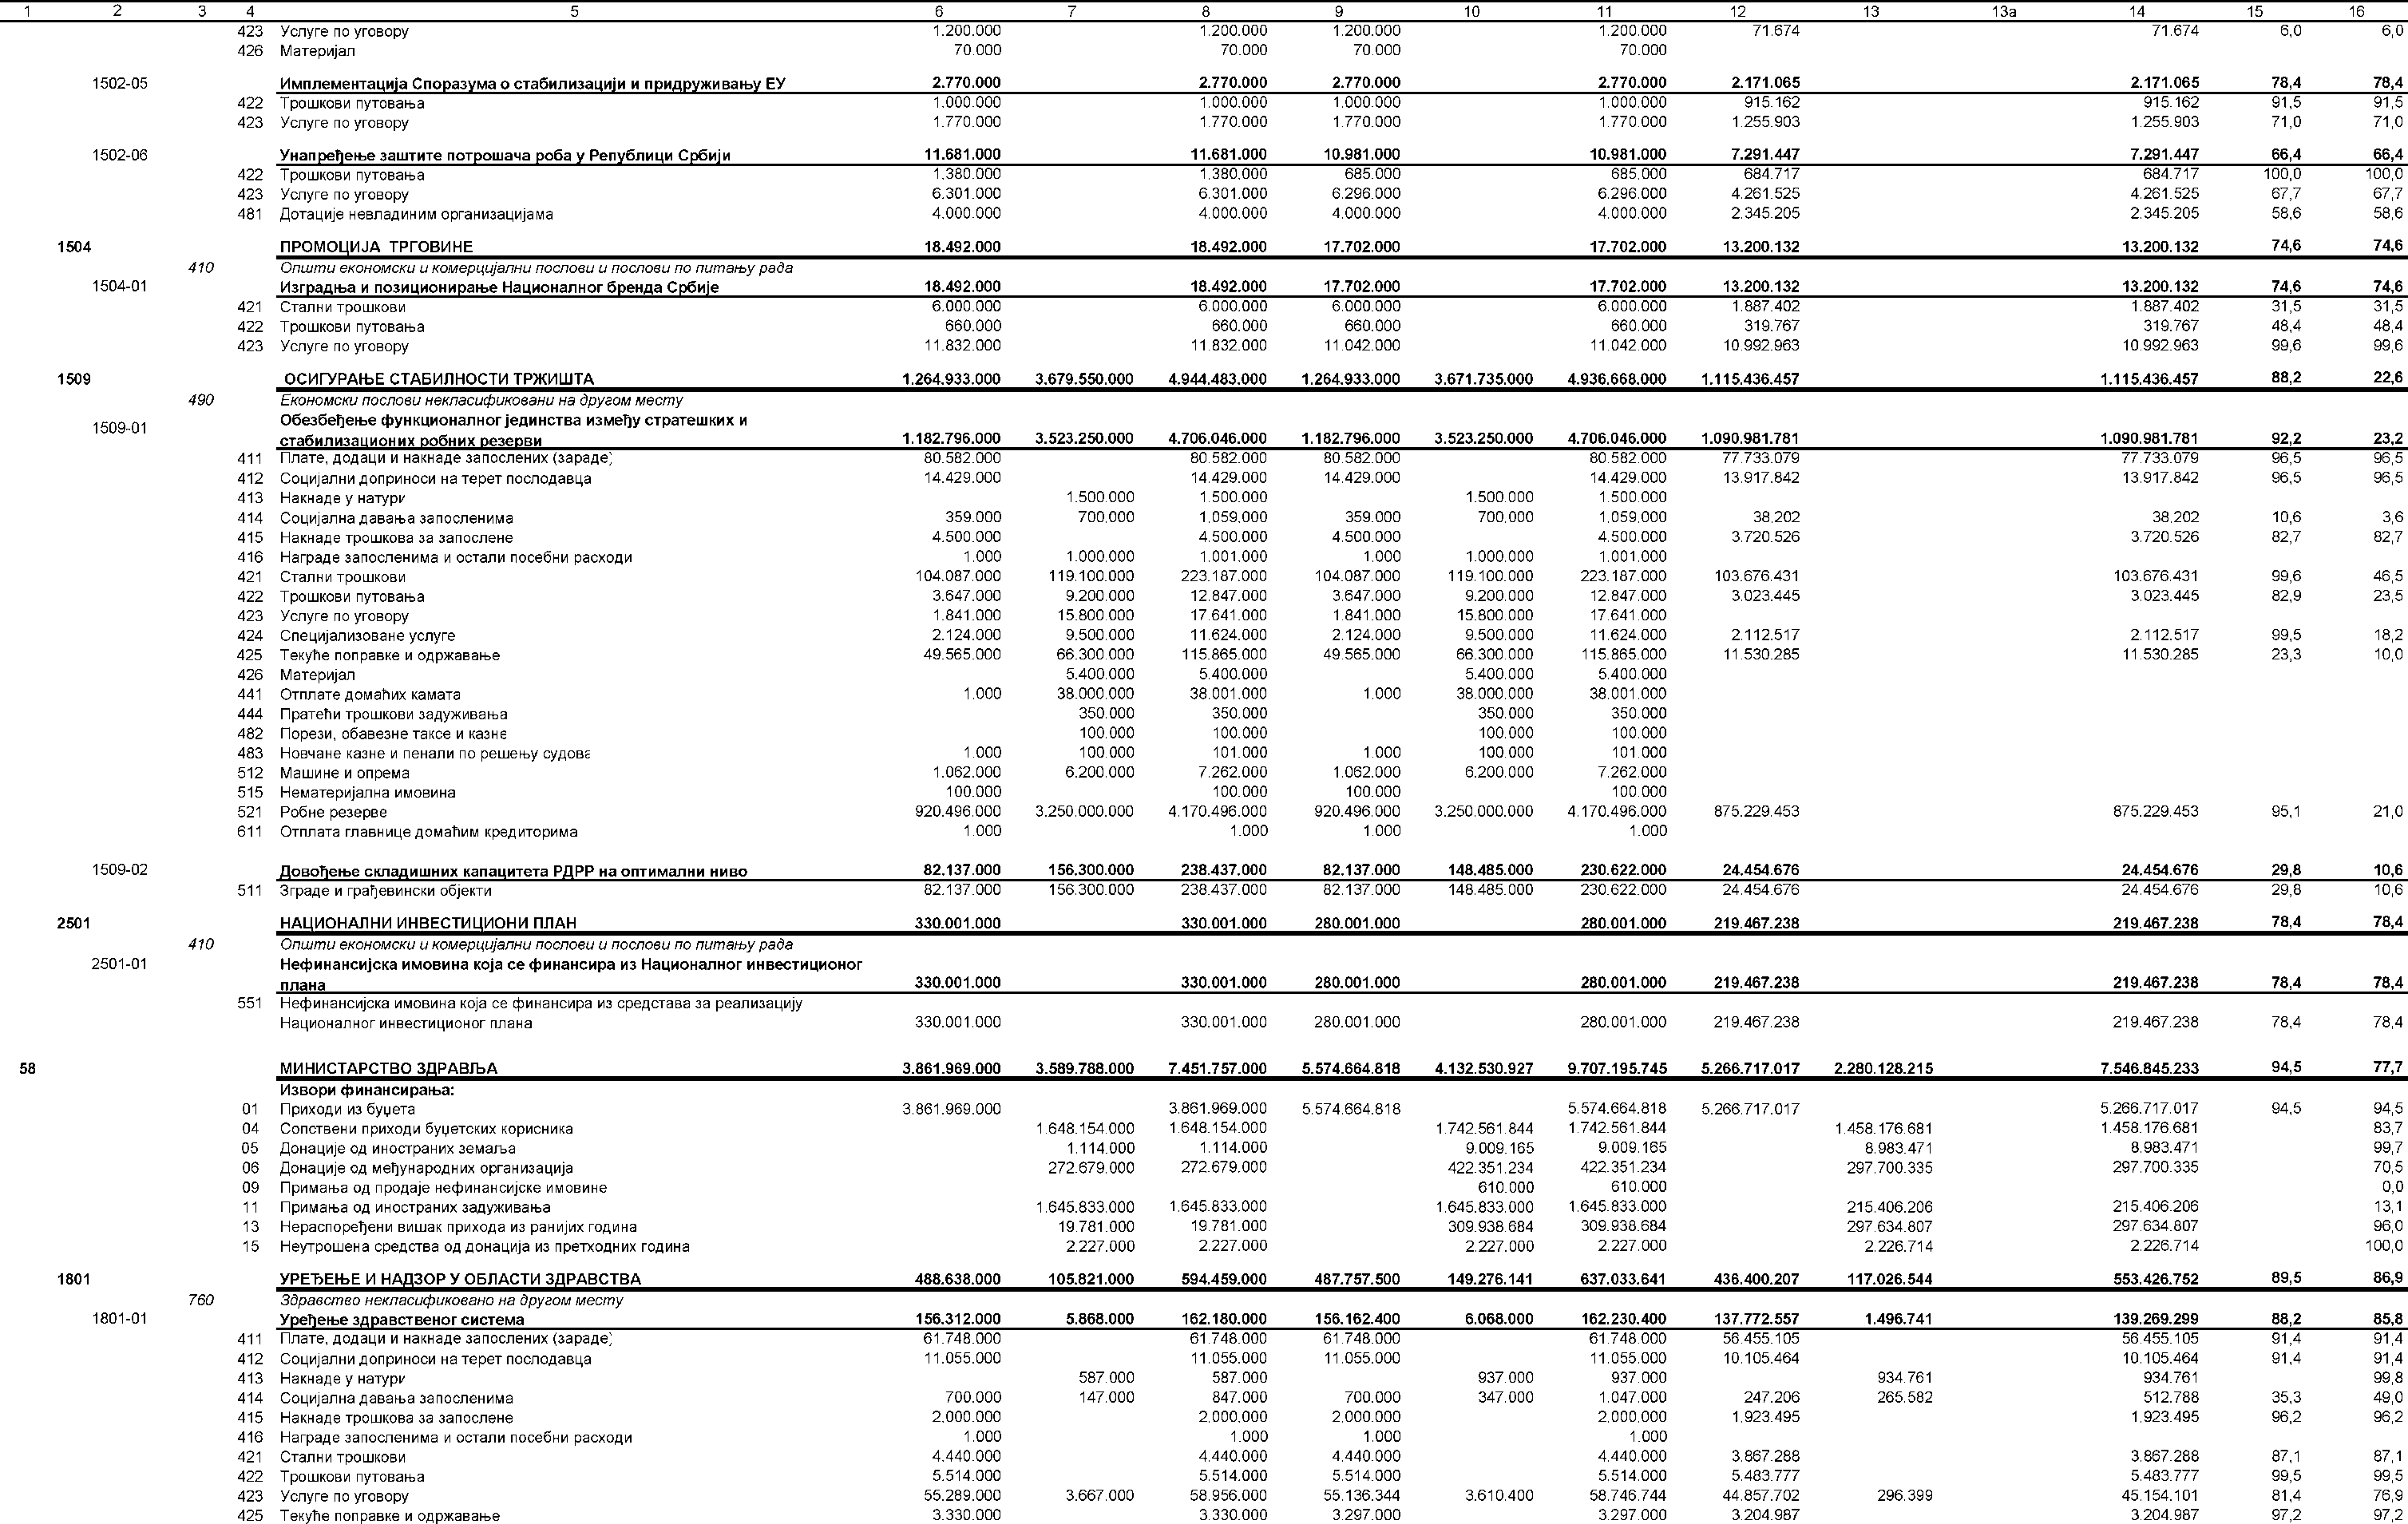 1 2 3 4 5 6 7 8 9 10 11 12 13 13a 14 15 16
423 Услуге по уговору 1.200.000 1.200.000 1.200.000 1.200.000 71.674 71.674 6,0 6,0
426 Материјал 70.000 70.000 70.000 70.000
1502-05 Имплементација Споразума о стабилизацији и придруживању ЕУ 2.770.000 2.770.000 2.770.000 2.770.000 2.171.065 2.171.065 78,4 78,4
422 Трошкови путовања 1.000.000 1.000.000 1.000.000 1.000.000 915.162 915.162 91,5 91,5
423 Услуге по уговору 1.770.000 1.770.000 1.770.000 1.770.000 1.255.903 1.255.903 71,0 71,0
1502-06 Унапређење заштите потрошача роба у Републици Србији 11.681.000 11.681.000 10.981.000 10.981.000 7.291.447 7.291.447 66,4 66,4
422 Трошкови путовања 1.380.000 1.380.000 685.000 685.000 684.717 684.717 100,0 100,0
423 Услуге по уговору 6.301.000 6.301.000 6.296.000 6.296.000 4.261.525 4.261.525 67,7 67,7
481 Дотације невладиним организацијама 4.000.000 4.000.000 4.000.000 4.000.000 2.345.205 2.345.205 58,6 58,6
1504 ПРОМОЦИЈА ТРГОВИНЕ 18.492.000 18.492.000 17.702.000 17.702.000 13.200.132 13.200.132 74,6 74,6
410 Општи економски и комерцијални послови и послови по питању рада
1504-01 Изградња и позиционирање Националног бренда Србије 18.492.000 18.492.000 17.702.000 17.702.000 13.200.132 13.200.132 74,6 74,6
421 Стални трошкови 6.000.000 6.000.000 6.000.000 6.000.000 1.887.402 1.887.402 31,5 31,5
422 Трошкови путовања 660.000 660.000 660.000 660.000 319.767 319.767 48,4 48,4
423 Услуге по уговору 11.832.000 11.832.000 11.042.000 11.042.000 10.992.963 10.992.963 99,6 99,6
1509 ОСИГУРАЊЕ СТАБИЛНОСТИ ТРЖИШТА 1.264.933.000 3.679.550.000 4.944.483.000 1.264.933.000 3.671.735.000 4.936.668.000 1.115.436.457 1.115.436.457 88,2 22,6
490 Економски послови некласификовани на другом месту
1509-01 Обезбеђење функционалног јединства између стратешких и
стабилизационих робних резерви 1.182.796.000 3.523.250.000 4.706.046.000 1.182.796.000 3.523.250.000 4.706.046.000 1.090.981.781 1.090.981.781 92,2 23,2
411 Плате, додаци и накнаде запослених (зараде) 80.582.000 80.582.000 80.582.000 80.582.000 77.733.079 77.733.079 96,5 96,5
412 Социјални доприноси на терет послодавца 14.429.000 14.429.000 14.429.000 14.429.000 13.917.842 13.917.842 96,5 96,5
413 Накнаде у натури 1.500.000 1.500.000 1.500.000 1.500.000
414 Социјална давања запосленима 359.000 700.000 1.059.000 359.000 700.000 1.059.000 38.202 38.202 10,6 3,6
415 Накнаде трошкова за запослене 4.500.000 4.500.000 4.500.000 4.500.000 3.720.526 3.720.526 82,7 82,7
416 Награде запосленима и остали посебни расходи 1.000 1.000.000 1.001.000 1.000 1.000.000 1.001.000
421 Стални трошкови 104.087.000 119.100.000 223.187.000 104.087.000 119.100.000 223.187.000 103.676.431 103.676.431 99,6 46,5
422 Трошкови путовања 3.647.000 9.200.000 12.847.000 3.647.000 9.200.000 12.847.000 3.023.445 3.023.445 82,9 23,5
423 Услуге по уговору 1.841.000 15.800.000 17.641.000 1.841.000 15.800.000 17.641.000
424 Специјализоване услуге 2.124.000 9.500.000 11.624.000 2.124.000 9.500.000 11.624.000 2.112.517 2.112.517 99,5 18,2
425 Текуће поправке и одржавање 49.565.000 66.300.000 115.865.000 49.565.000 66.300.000 115.865.000 11.530.285 11.530.285 23,3 10,0
426 Материјал 5.400.000 5.400.000 5.400.000 5.400.000
441 Отплате домаћих камата 1.000 38.000.000 38.001.000 1.000 38.000.000 38.001.000
444 Пратећи трошкови задуживања 350.000 350.000 350.000 350.000
482 Порези, обавезне таксе и казне 100.000 100.000 100.000 100.000
483 Новчане казне и пенали по решењу судова 1.000 100.000 101.000 1.000 100.000 101.000
512 Машине и опрема 1.062.000 6.200.000 7.262.000 1.062.000 6.200.000 7.262.000
515 Нематеријална имовина 100.000 100.000 100.000 100.000
521 Робне резерве 920.496.000 3.250.000.000 4.170.496.000 920.496.000 3.250.000.000 4.170.496.000 875.229.453 875.229.453 95,1 21,0
611 Отплата главнице домаћим кредиторима 1.000 1.000 1.000 1.000
1509-02 Довођење складишних капацитета РДРР на оптимални ниво 82.137.000 156.300.000 238.437.000 82.137.000 148.485.000 230.622.000 24.454.676 24.454.676 29,8 10,6
511 Зграде и грађевински објекти 82.137.000 156.300.000 238.437.000 82.137.000 148.485.000 230.622.000 24.454.676 24.454.676 29,8 10,6
2501 НАЦИОНАЛНИ ИНВЕСТИЦИОНИ ПЛАН 330.001.000 330.001.000 280.001.000 280.001.000 219.467.238 219.467.238 78,4 78,4
410 Општи економски и комерцијални послови и послови по питању рада
2501-01 Нефинансијска имовина која се финансира из Националног инвестиционог
плана 330.001.000 330.001.000 280.001.000 280.001.000 219.467.238 219.467.238 78,4 78,4
551 Нефинансијска имовина која се финансира из средстава за реализацију
Националног инвестиционог плана 330.001.000 330.001.000 280.001.000 280.001.000 219.467.238 219.467.238 78,4 78,4
58 МИНИСТАРСТВО ЗДРАВЉА 3.861.969.000 3.589.788.000 7.451.757.000 5.574.664.818 4.132.530.927 9.707.195.745 5.266.717.017 2.280.128.215 7.546.845.233 94,5 77,7
Извори финансирања:
01 Приходи из буџета 3.861.969.000 3.861.969.000 5.574.664.818 5.574.664.818 5.266.717.017 5.266.717.017 94,5 94,5
04 Сопствени приходи буџетских корисника 1.648.154.000 1.648.154.000 1.742.561.844 1.742.561.844 1.458.176.681 1.458.176.681 83,7
05 Донације од иностраних земаља 1.114.000 1.114.000 9.009.165 9.009.165 8.983.471 8.983.471 99,7
06 Донације од међународних организација 272.679.000 272.679.000 422.351.234 422.351.234 297.700.335 297.700.335 70,5
09 Примања од продаје нефинансијске имовине 610.000 610.000 0,0
11 Примања од иностраних задуживања 1.645.833.000 1.645.833.000 1.645.833.000 1.645.833.000 215.406.206 215.406.206 13,1
13 Нераспоређени вишак прихода из ранијих година 19.781.000 19.781.000 309.938.684 309.938.684 297.634.807 297.634.807 96,0
15 Неутрошена средства од донација из претходних година 2.227.000 2.227.000 2.227.000 2.227.000 2.226.714 2.226.714 100,0
1801 УРЕЂЕЊЕ И НАДЗОР У ОБЛАСТИ ЗДРАВСТВА 488.638.000 105.821.000 594.459.000 487.757.500 149.276.141 637.033.641 436.400.207 117.026.544 553.426.752 89,5 86,9
760 Здравство некласификовано на другом месту
1801-01 Уређење здравственог система 156.312.000 5.868.000 162.180.000 156.162.400 6.068.000 162.230.400 137.772.557 1.496.741 139.269.299 88,2 85,8
411 Плате, додаци и накнаде запослених (зараде) 61.748.000 61.748.000 61.748.000 61.748.000 56.455.105 56.455.105 91,4 91,4
412 Социјални доприноси на терет послодавца 11.055.000 11.055.000 11.055.000 11.055.000 10.105.464 10.105.464 91,4 91,4
413 Накнаде у натури 587.000 587.000 937.000 937.000 934.761 934.761 99,8
414 Социјална давања запосленима 700.000 147.000 847.000 700.000 347.000 1.047.000 247.206 265.582 512.788 35,3 49,0
415 Накнаде трошкова за запослене 2.000.000 2.000.000 2.000.000 2.000.000 1.923.495 1.923.495 96,2 96,2
416 Награде запосленима и остали посебни расходи 1.000 1.000 1.000 1.000
421 Стални трошкови 4.440.000 4.440.000 4.440.000 4.440.000 3.867.288 3.867.288 87,1 87,1
422 Трошкови путовања 5.514.000 5.514.000 5.514.000 5.514.000 5.483.777 5.483.777 99,5 99,5
423 Услуге по уговору 55.289.000 3.667.000 58.956.000 55.136.344 3.610.400 58.746.744 44.857.702 296.399 45.154.101 81,4 76,9
425 Текуће поправке и одржавање 3.330.000 3.330.000 3.297.000 3.297.000 3.204.987 3.204.987 97,2 97,2